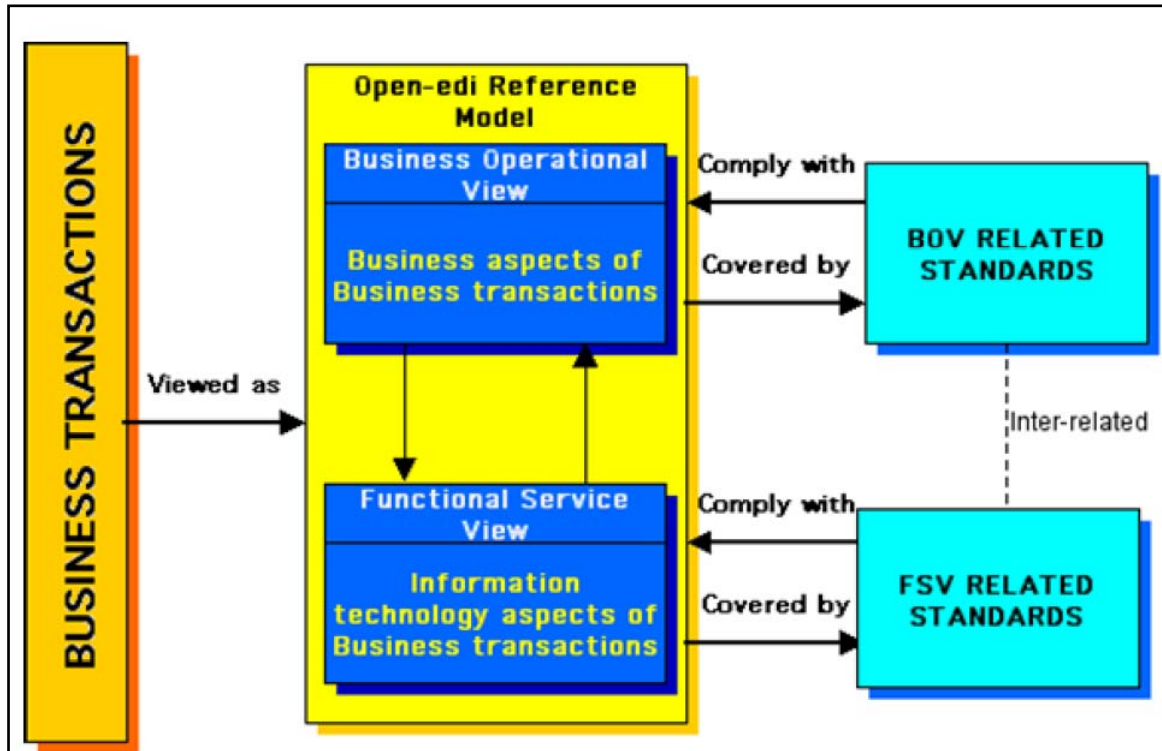 BUSINESS TRANSACTIONS
Viewed as
Open-edi Reference
Model
Business Operational
View
Business aspects of
Business transactions
Functional Service
View
Information
technology aspects of
Business transactions
Comply with
Covered by
BOV RELATED
STANDARDS
Inter-related
Comply with
Covered by
FSV RELATED
STANDARDS